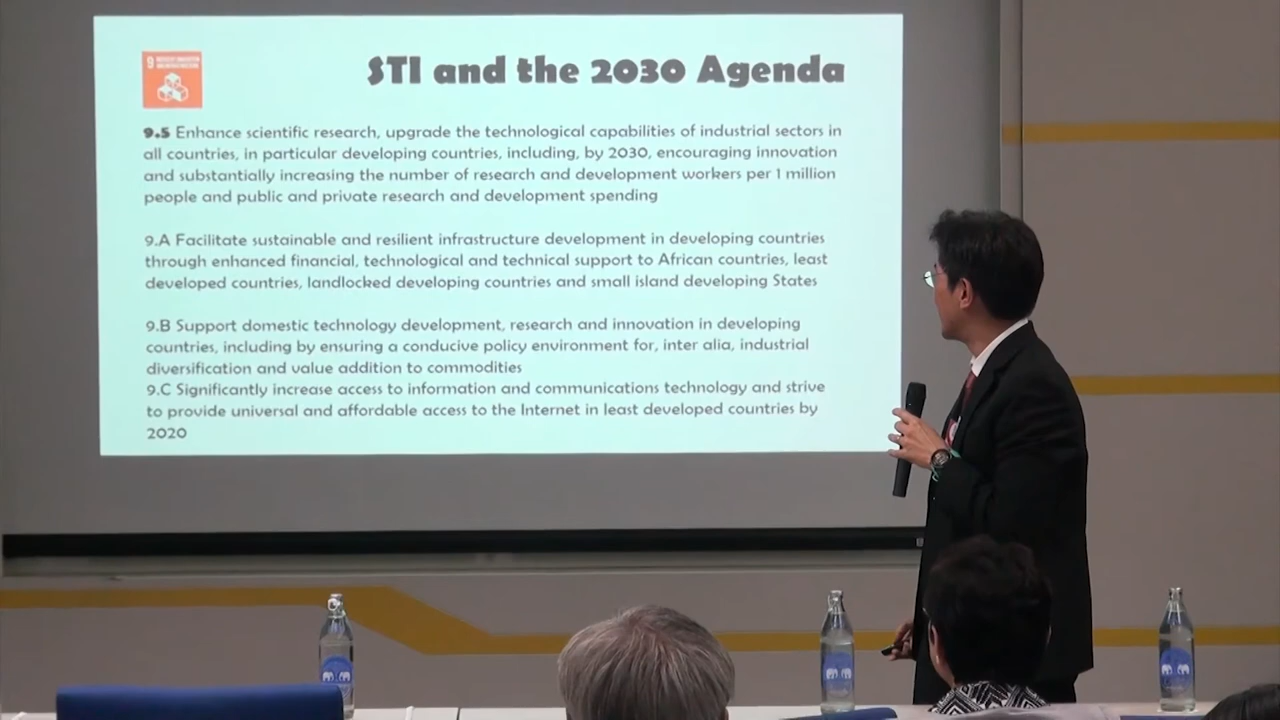 9 INDUSTRY, INNOVATION
AND INFRASTRUCTURE
STI and the 2030 Agenda
9.5 Enhance scientific research, upgrade the technological capabilities of industrial sectors in
all countries, in particular developing countries, including, by 2030, encouraging innovation
and substantially increasing the number of research and development workers per 1 million
people and public and private research and development spending
9.A Facilitate sustainable and resilient infrastructure development in developing countries
through enhanced financial, technological and technical support to African countries, least
developed countries, landlocked developing countries and small island developing States
9.B Support domestic technology development, research and innovation in developing
countries, including by ensuring a conducive policy environment for, inter alia, industrial
diversification and value addition to commodities
9.C Significantly increase access to information and communications technology and strive
to provide universal and affordable access to the Internet in least developed countries by
2020